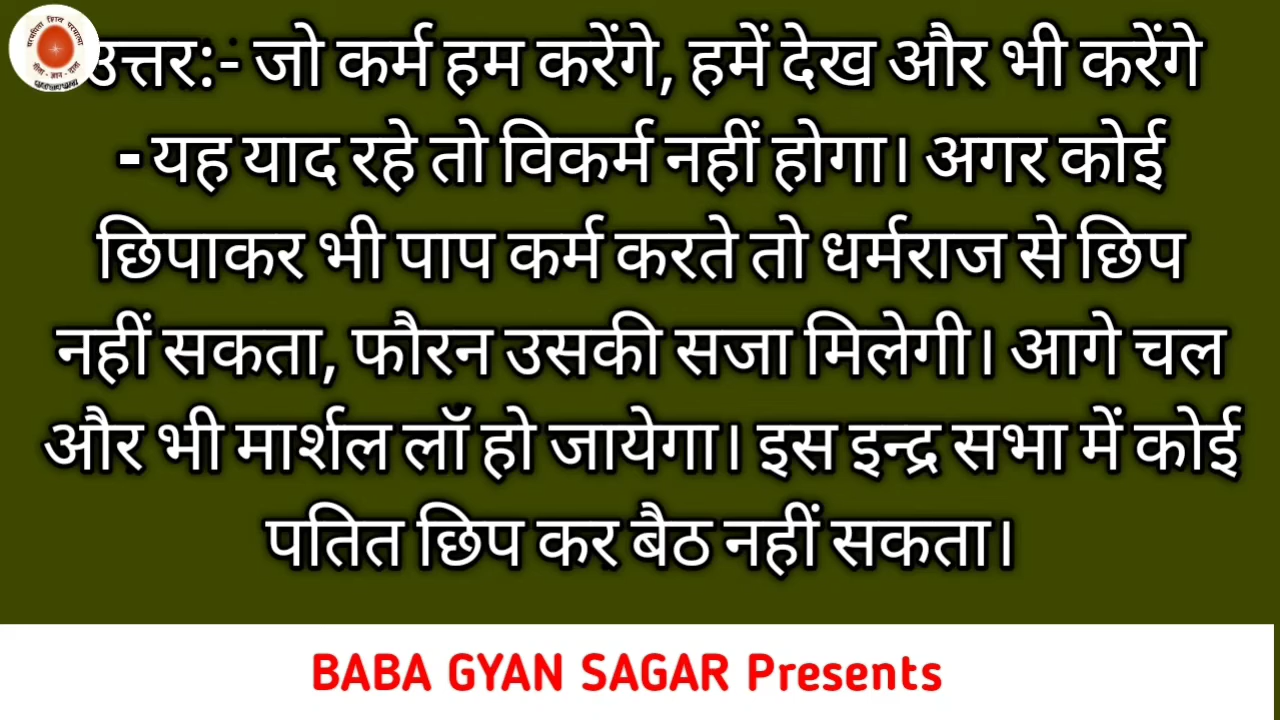 परमपिता शिव परमात्मा
गीता - ज्ञान - दाता
उत्तर:- जो कर्म हम करेंगे, हमें देख और भी करेंगे
- यह याद रहे तो विकर्म नहीं होगा। अगर कोई
छिपाकर भी पाप कर्म करते तो धर्मराज से छिप
नहीं सकता, फौरन उसकी सजा मिलेगी। आगे चल
और भी मार्शल लॉ हो जायेगा। इस इन्द्र सभा में कोई
पतित छिप कर बैठ नहीं सकता।
BABA GYAN SAGAR Presents